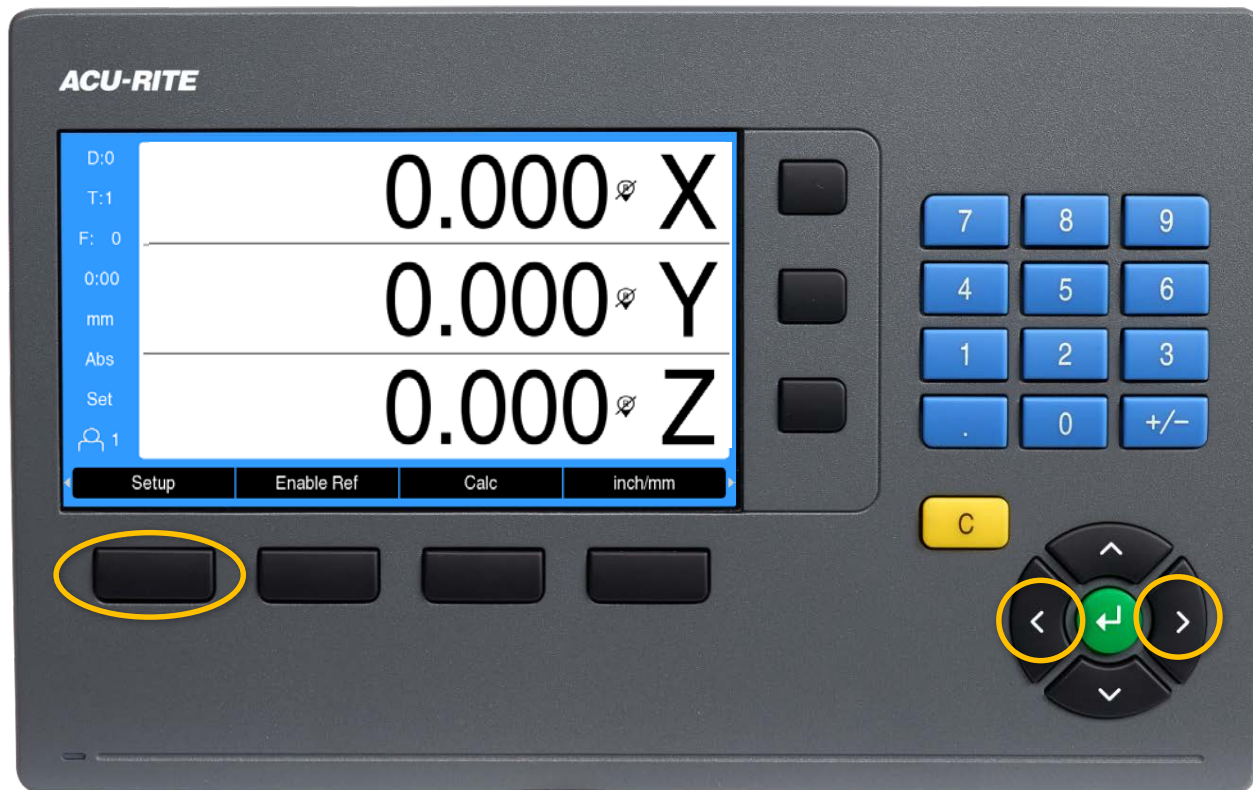 ACU-RITE
D:0
T:1
F: 0
0:00
mm
Abs
Set
1
0.000 X
0.000 Y
0.000 Z
Setup Enable Ref Calc inch/mm
7 8 9
4 5 6
1 2 3
. 0 +/-
C